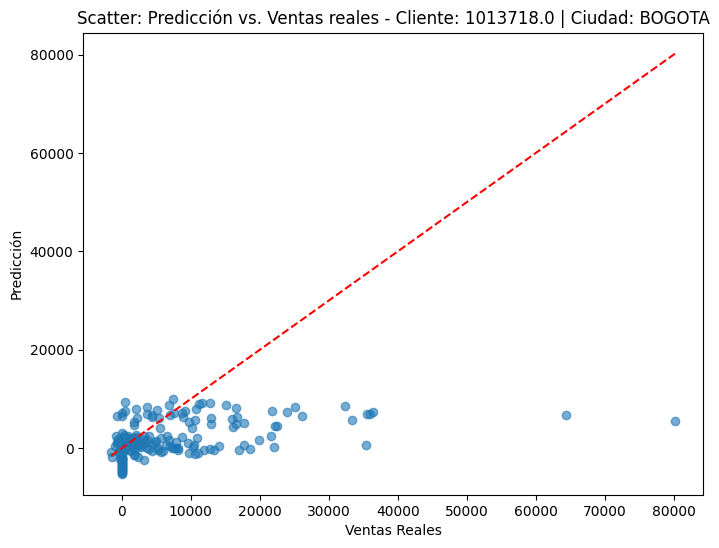 Scatter: Predicción vs. Ventas reales - Cliente: 1013718.0 | Ciudad: BOGOTA
80000
60000
40000
20000
0
Predicción
0 10000 20000 30000 40000 50000 60000 70000 80000
Ventas Reales